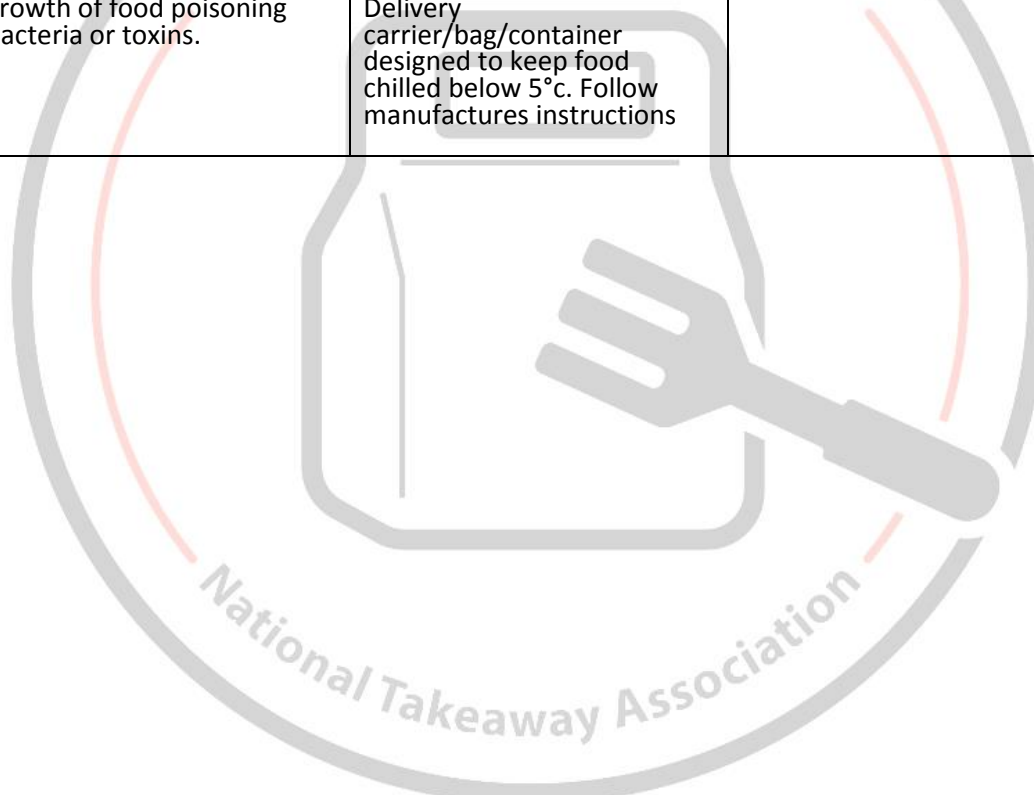 rowth of food poisoning
acteria or toxins.
Delivery
carrier/bag/container
designed to keep food
chilled below 5°c. Follow
manufactures instructions
National Takeaway Association